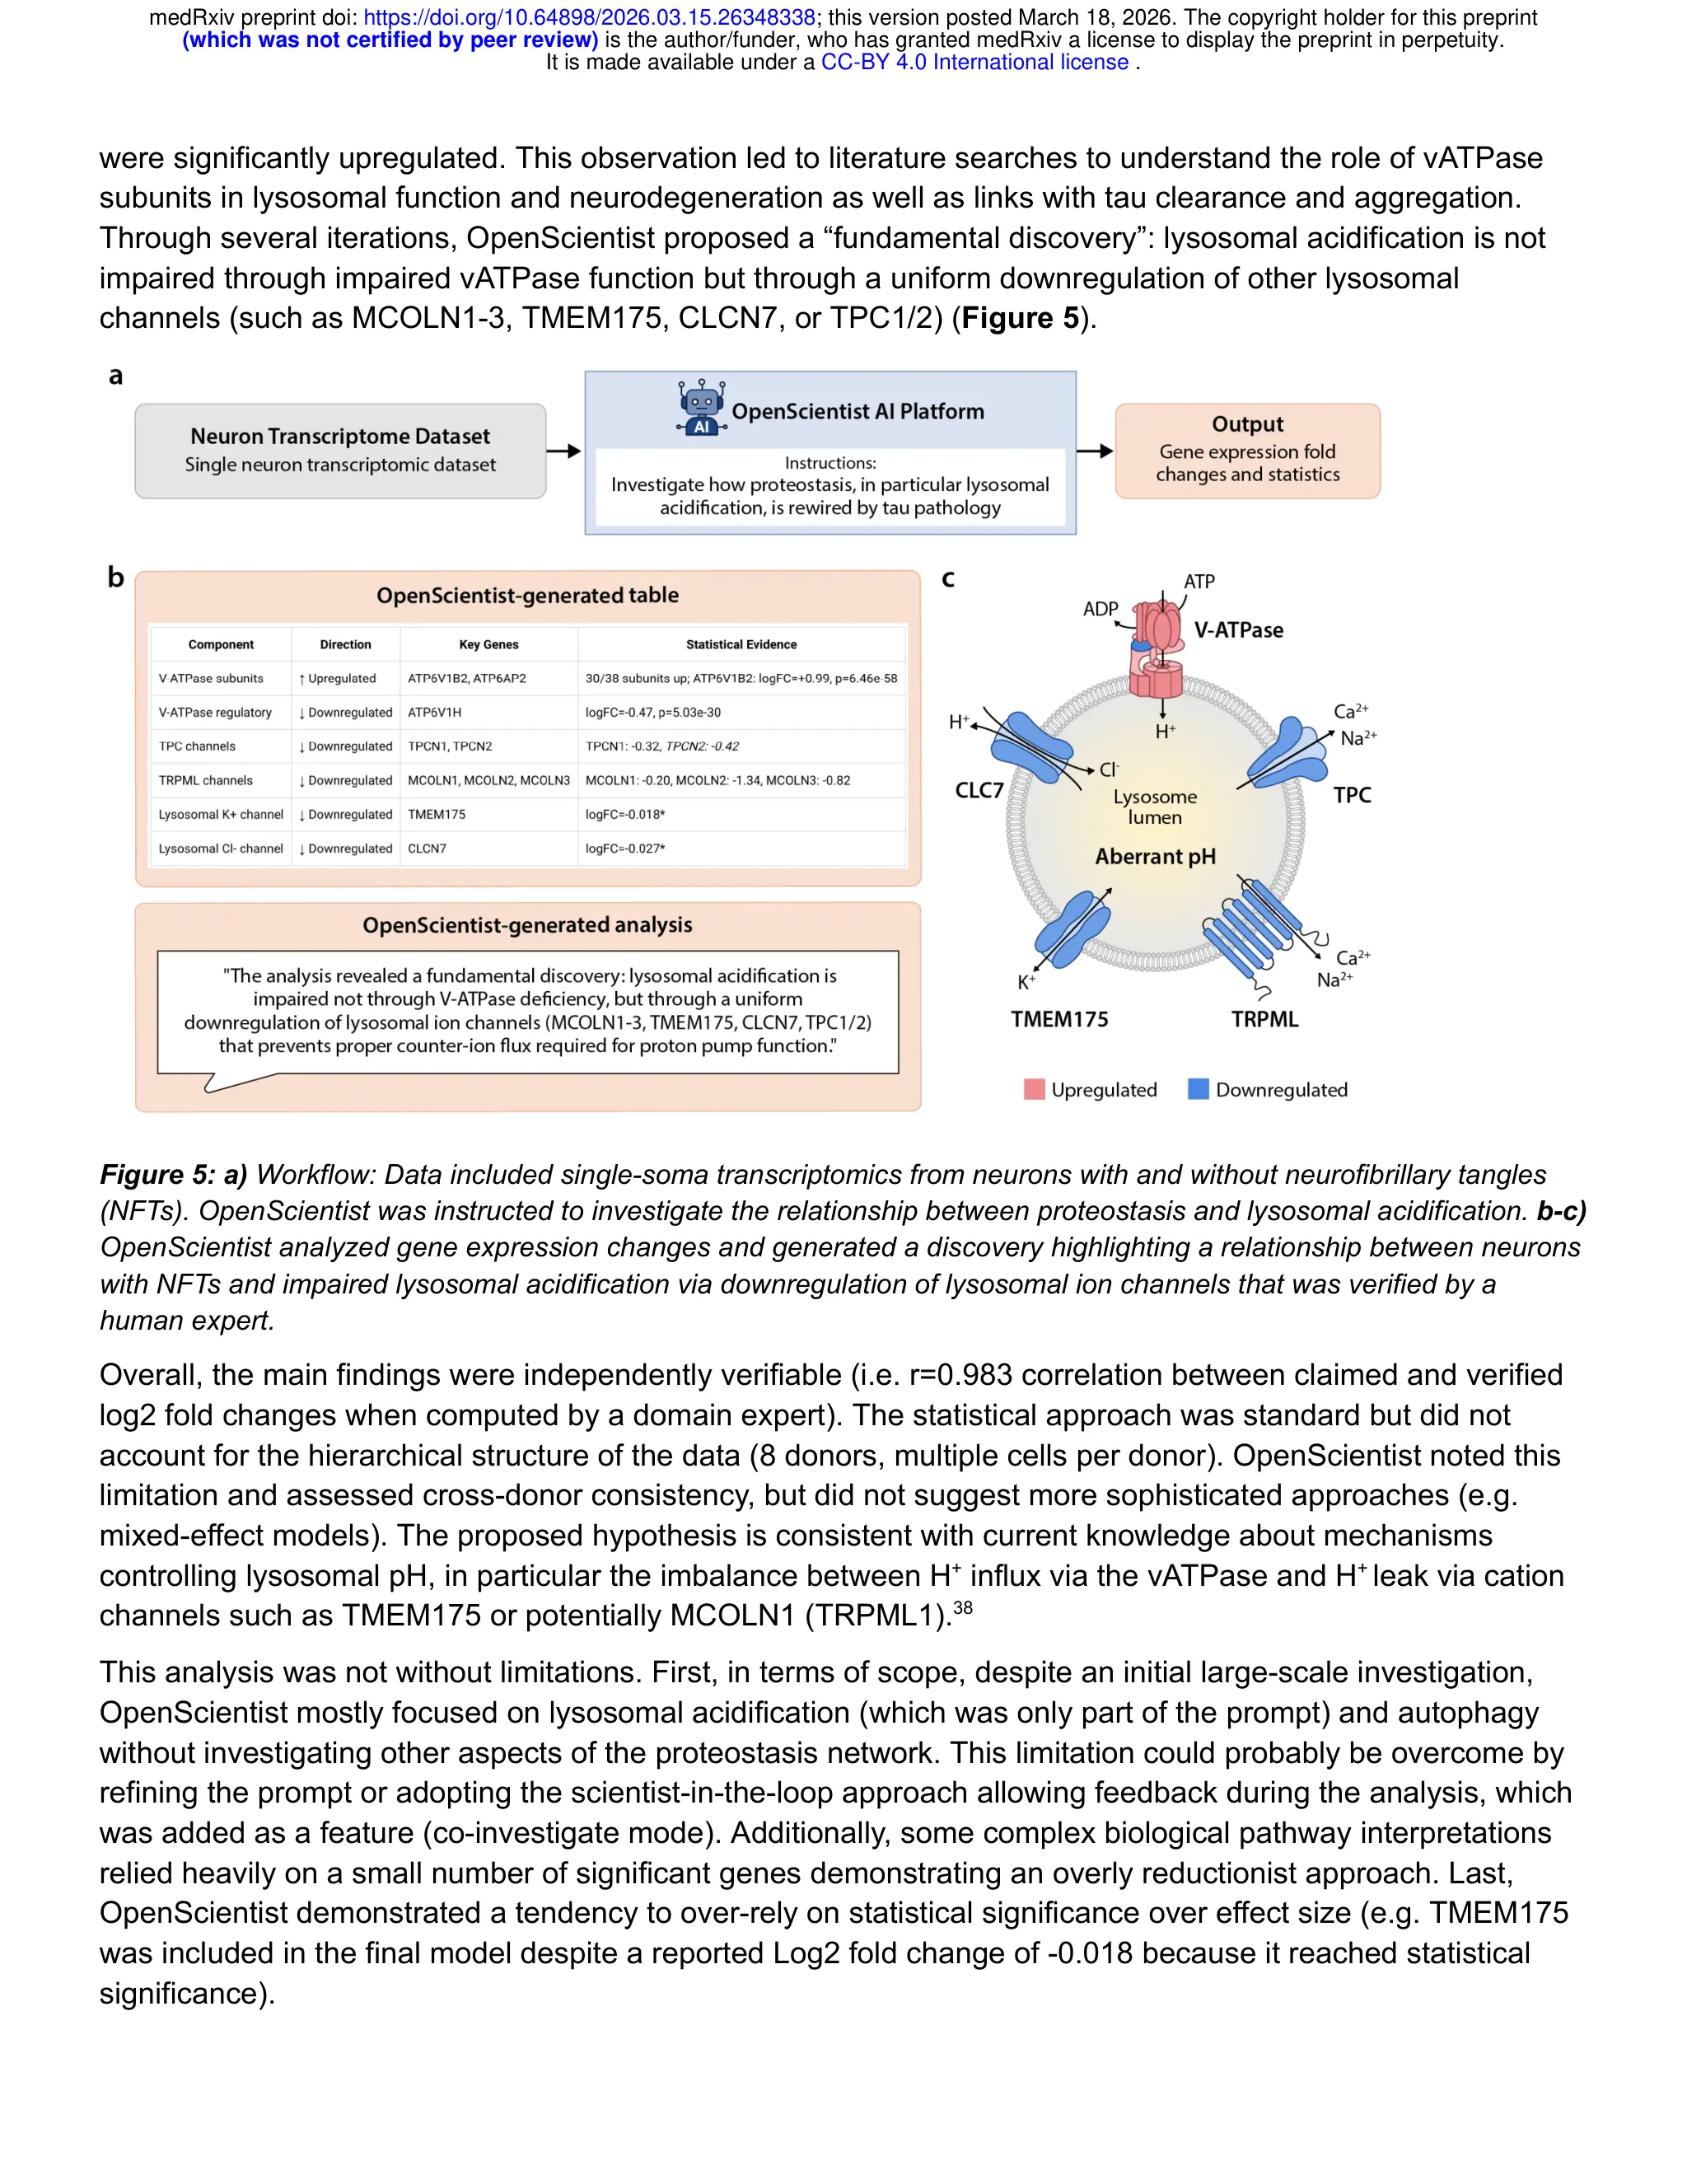 medRxiv preprint doi: https://doi.org/10.64898/2026.03.15.26348338; this version posted March 18, 2026. The copyright holder for this preprint
(which was not certified by peer review) is the author/funder, who has granted medRxiv a license to display the preprint in perpetuity.
It is made available under a CC-BY 4.0 International license .
were significantly upregulated. This observation led to literature searches to understand the role of vATPase
subunits in lysosomal function and neurodegeneration as well as links with tau clearance and aggregation.
Through several iterations, OpenScientist proposed a “fundamental discovery”: lysosomal acidification is not
impaired through impaired vATPase function but through a uniform downregulation of other lysosomal
channels (such as MCOLN1-3, TMEM175, CLCN7, or TPC1/2) (Figure 5).
a
Neuron Transcriptome Dataset
Single neuron transcriptomic dataset
AI
OpenScientist AI Platform
Instructions:
Investigate how proteostasis, in particular lysosomal
acidification, is rewired by tau pathology
Output
Gene expression fold
changes and statistics
b
OpenScientist-generated table
Component Direction Key Genes Statistical Evidence
V-ATPase subunits ↑ Upregulated ATP6V1B2, ATP6AP2 30/38 subunits up; ATP6V1B2: logFC=+0.99, p=6.46e-58
V-ATPase regulatory ↓ Downregulated ATP6V1H logFC=-0.47, p=5.03e-30
TPC channels ↓ Downregulated TPCN1, TPCN2 TPCN1: -0.32, TPCN2: -0.42
TRPML channels ↓ Downregulated MCOLN1, MCOLN2, MCOLN3 MCOLN1: -0.20, MCOLN2: -1.34, MCOLN3: -0.82
Lysosomal K+ channel ↓ Downregulated TMEM175 logFC=-0.018*
Lysosomal Cl- channel ↓ Downregulated CLCN7 logFC=-0.027*
OpenScientist-generated analysis
"The analysis revealed a fundamental discovery: lysosomal acidification is
impaired not through V-ATPase deficiency, but through a uniform
downregulation of lysosomal ion channels (MCOLN1-3, TMEM175, CLCN7, TPC1/2)
that prevents proper counter-ion flux required for proton pump function."
c
ATP
ADP
V-ATPase
H⁺
H⁺
Cl⁻
CLC7
Ca²⁺
Na²⁺
TPC
Lysosome
lumen
Aberrant pH
K⁺
TMEM175
Ca²⁺
Na²⁺
TRPML
Upregulated
Downregulated
Figure 5: a) Workflow: Data included single-soma transcriptomics from neurons with and without neurofibrillary tangles
(NFTs). OpenScientist was instructed to investigate the relationship between proteostasis and lysosomal acidification. b-c)
OpenScientist analyzed gene expression changes and generated a discovery highlighting a relationship between neurons
with NFTs and impaired lysosomal acidification via downregulation of lysosomal ion channels that was verified by a
human expert.
Overall, the main findings were independently verifiable (i.e. r=0.983 correlation between claimed and verified
log2 fold changes when computed by a domain expert). The statistical approach was standard but did not
account for the hierarchical structure of the data (8 donors, multiple cells per donor). OpenScientist noted this
limitation and assessed cross-donor consistency, but did not suggest more sophisticated approaches (e.g.
mixed-effect models). The proposed hypothesis is consistent with current knowledge about mechanisms
controlling lysosomal pH, in particular the imbalance between H⁺ influx via the vATPase and H⁺ leak via cation
channels such as TMEM175 or potentially MCOLN1 (TRPML1).³⁸
This analysis was not without limitations. First, in terms of scope, despite an initial large-scale investigation,
OpenScientist mostly focused on lysosomal acidification (which was only part of the prompt) and autophagy
without investigating other aspects of the proteostasis network. This limitation could probably be overcome by
refining the prompt or adopting the scientist-in-the-loop approach allowing feedback during the analysis, which
was added as a feature (co-investigate mode). Additionally, some complex biological pathway interpretations
relied heavily on a small number of significant genes demonstrating an overly reductionist approach. Last,
OpenScientist demonstrated a tendency to over-rely on statistical significance over effect size (e.g. TMEM175
was included in the final model despite a reported Log2 fold change of -0.018 because it reached statistical
significance).